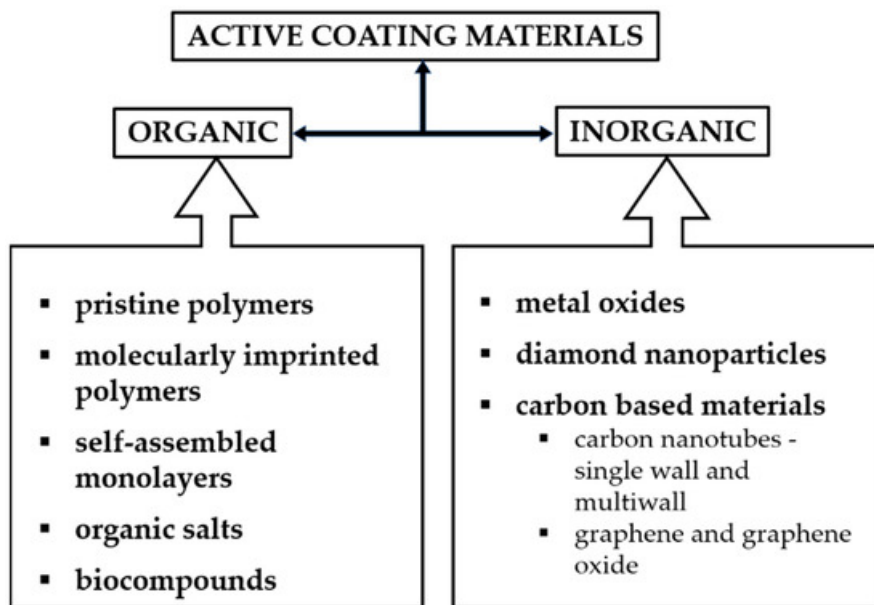 ACTIVE COATING MATERIALS
ORGANIC
INORGANIC
▪ pristine polymers
▪ molecularly imprinted
polymers
▪ self-assembled
monolayers
▪ organic salts
▪ biocompounds
▪ metal oxides
▪ diamond nanoparticles
▪ carbon based materials
▪ carbon nanotubes -
single wall and
multiwall
▪ graphene and graphene
oxide